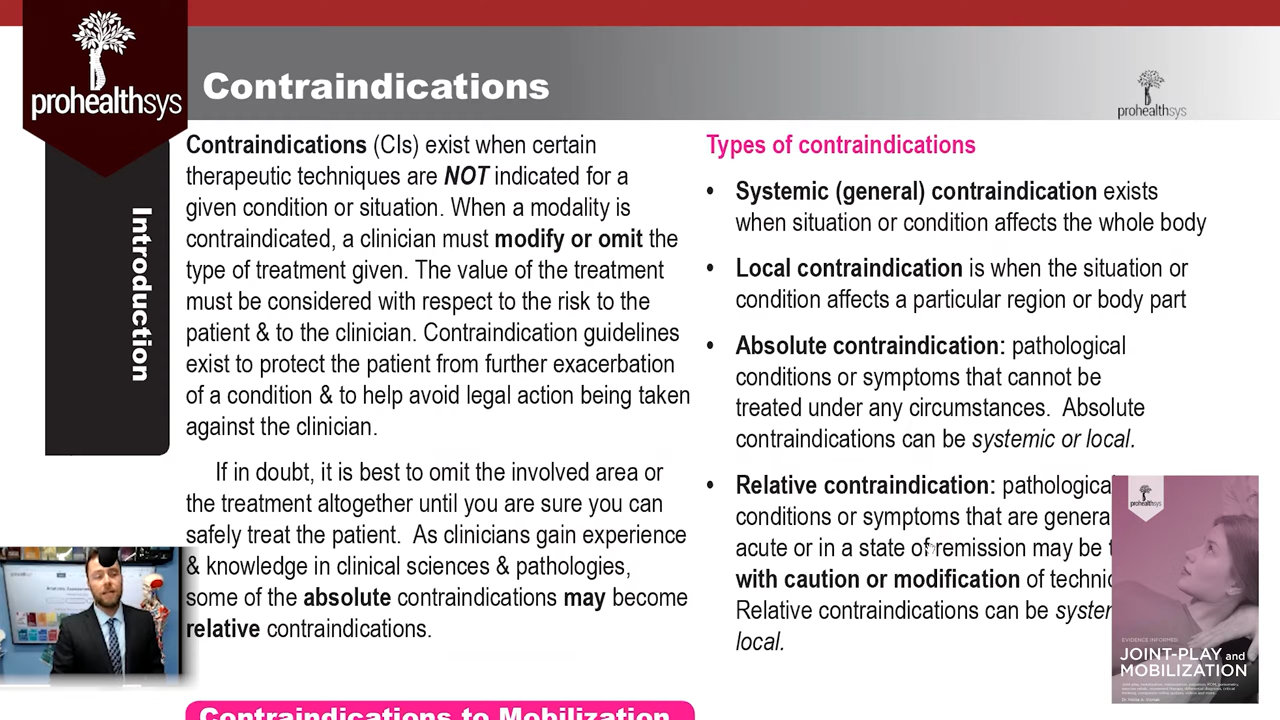 prohealthsys
Contraindications
prohealthsys
Introduction
Contraindications (CIs) exist when certain
therapeutic techniques are NOT indicated for a
given condition or situation. When a modality is
contraindicated, a clinician must modify or omit the
type of treatment given. The value of the treatment
must be considered with respect to the risk to the
patient & to the clinician. Contraindication guidelines
exist to protect the patient from further exacerbation
of a condition & to help avoid legal action being taken
against the clinician.
If in doubt, it is best to omit the involved area or
the treatment altogether until you are sure you can
safely treat the patient. As clinicians gain experience
& knowledge in clinical sciences & pathologies,
some of the absolute contraindications may become
relative contraindications.
Types of contraindications
• Systemic (general) contraindication exists
when situation or condition affects the whole body
• Local contraindication is when the situation or
condition affects a particular region or body part
• Absolute contraindication: pathological
conditions or symptoms that cannot be
treated under any circumstances. Absolute
contraindications can be systemic or local.
• Relative contraindication: pathologica
conditions or symptoms that are genera
acute or in a state of remission may be
with caution or modification of technic
Relative contraindications can be syster
local.
Contraindications to Mobilization
prohealthsys
EVIDENCE INFORMED
JOINT-PLAY and
MOBILIZATION